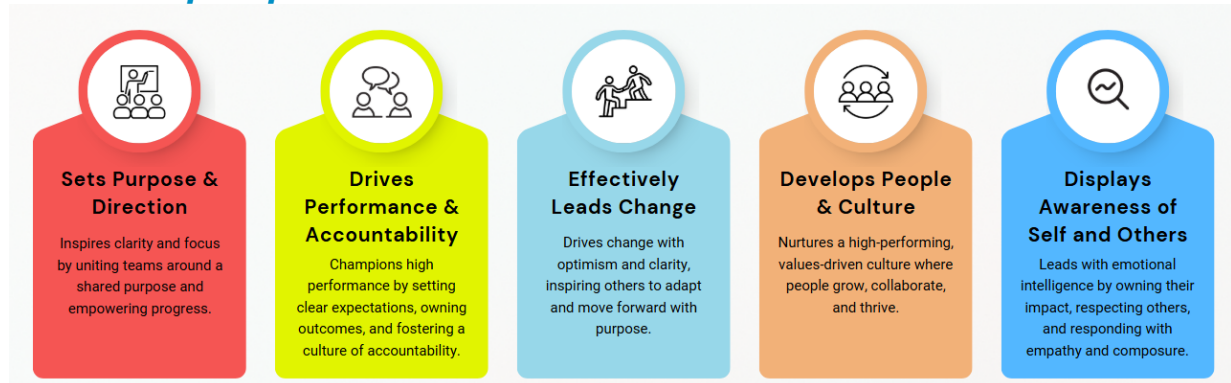 Sets Purpose &
Direction
Inspires clarity and focus
by uniting teams around a
shared purpose and
empowering progress.
Drives
Performance &
Accountability
Champions high
performance by setting
clear expectations, owning
outcomes, and fostering a
culture of accountability.
Effectively
Leads Change
Drives change with
optimism and clarity,
inspiring others to adapt
and move forward with
purpose.
Develops People
& Culture
Nurtures a high-performing,
values-driven culture where
people grow, collaborate,
and thrive.
Displays
Awareness of
Self and Others
Leads with emotional
intelligence by owning their
impact, respecting others,
and responding with
empathy and composure.